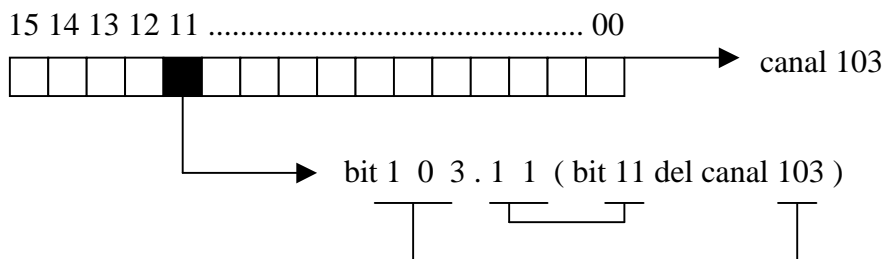 15 14 13 12 11 ........................................ 00
canal 103
bit 1 0 3 . 1 1 ( bit 11 del canal 103 )